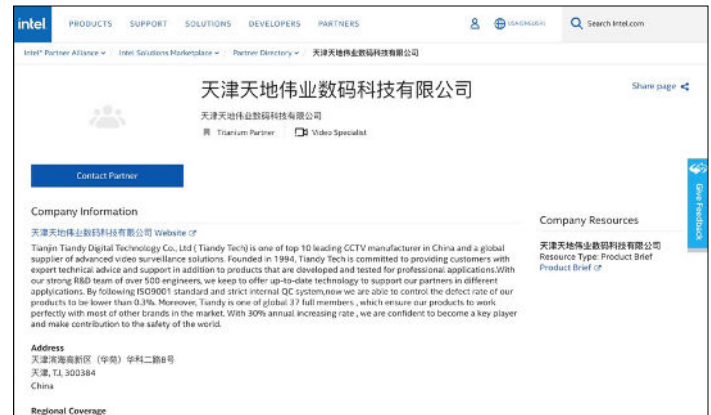 intel
PRODUCTS SUPPORT SOLUTIONS DEVELOPERS PARTNERS USA (ENGLISH) Search Intel.com
Intel® Partner Alliance / Intel Solutions Marketplace / Partner Directory / 天津天地伟业数码科技有限公司
天津天地伟业数码科技有限公司
Share page
天津天地伟业数码科技有限公司
Titanium Partner Video Specialist
Contact Partner
Give Feedback
Company Information
天津天地伟业数码科技有限公司 Website
Tianjin Tiandy Digital Technology Co., Ltd ( Tiandy Tech) is one of top 10 leading CCTV manufacturer in China and a global
supplier of advanced video surveillance solutions. Founded in 1994, Tiandy Tech is committed to providing customers with
expert technical advice and support in addition to products that are developed and tested for professional applications.With
our strong R&D team of over 500 engineers, we keep to offer up-to-date technology to support our partners in different
applyications. By following ISO9001 standard and strict internal QC system,now we are able to control the defect rate of our
products to be lower than 0.3%. Moreover, Tiandy is one of global 37 full members , which ensure our products to work
perfectly with most of other brands in the market. With 30% annual increasing rate , we are confident to become a key player
and make contribution to the safety of the world.
Company Resources
天津天地伟业数码科技有限公司
Resource Type: Product Brief
Product Brief
Address
天津滨海高新区（华苑）华科二路8号
天津, TJ, 300384
China
Regional Coverage